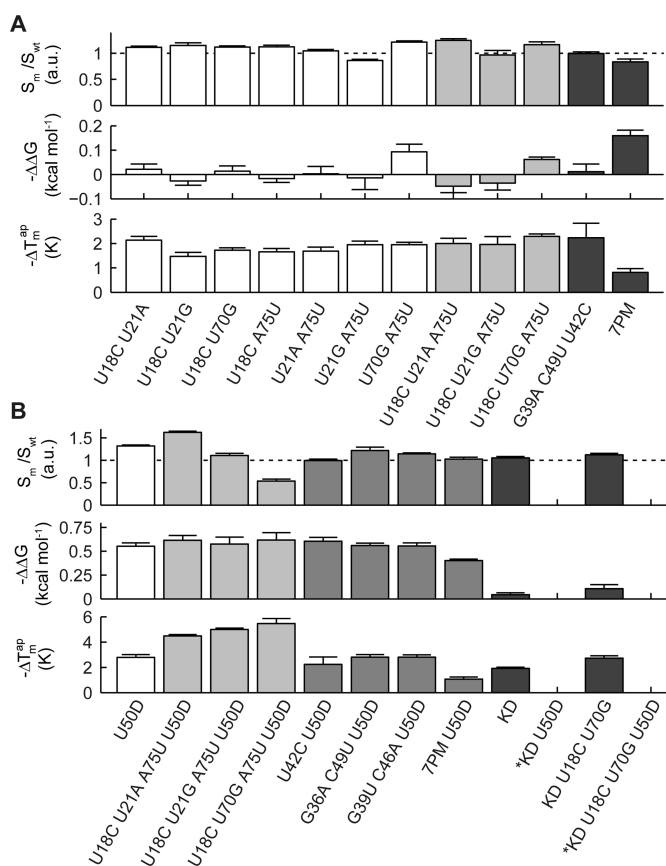 A
S_m/S_wt
(a.u.)
1
0
-ΔΔG
(kcal mol⁻¹)
0.2
0.1
0
−0.1
-ΔT_m^ap
(K)
3
2
1
0
U18C U21A
U18C U21G
U18C U70G
U18C A75U
U21A A75U
U21G A75U
U70G A75U
U18C U21A A75U
U18C U21G A75U
U18C U70G A75U
G39A C49U U42C
7PM
B
S_m/S_wt
(a.u.)
1.5
1
0.5
0
-ΔΔG
(kcal mol⁻¹)
0.75
0.5
0.25
0
-ΔT_m^ap
(K)
6
4
2
0
U50D
U18C U21A A75U U50D
U18C U21G A75U U50D
U18C U70G A75U U50D
U42C U50D
G36A C49U U50D
G39U C46A U50D
7PM U50D
KD
*KD U50D
KD U18C U70G
*KD U18C U70G U50D